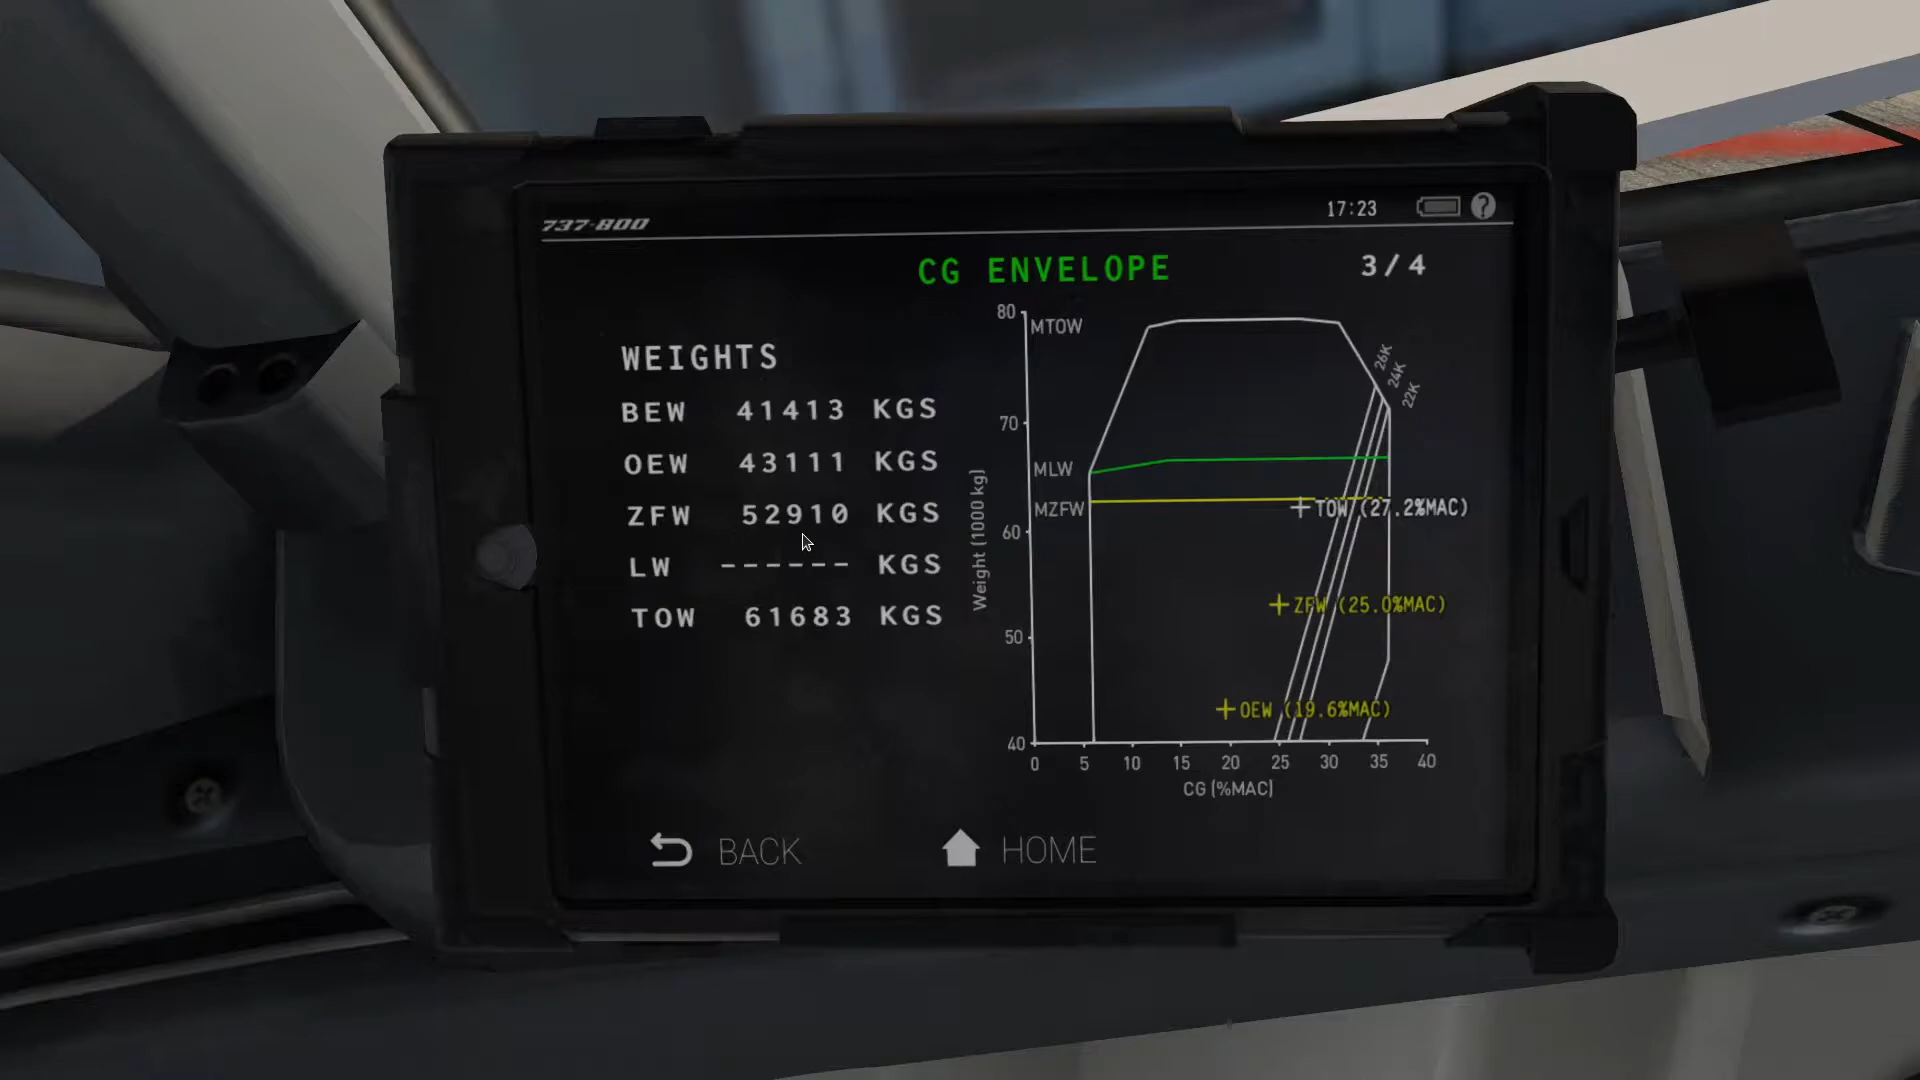 737-800
17:23
?
CG ENVELOPE
3/4
WEIGHTS
BEW 41413 KGS
OEW 43111 KGS
ZFW 52910 KGS
LW ------ KGS
TOW 61683 KGS
Weight (1000 kg)
80
70
60
50
40
MTOW
MLW
MZFW
26K
24K
22K
TOW (27.2%MAC)
ZFW (25.0%MAC)
OEW (19.6%MAC)
0 5 10 15 20 25 30 35 40
CG (%MAC)
BACK
HOME